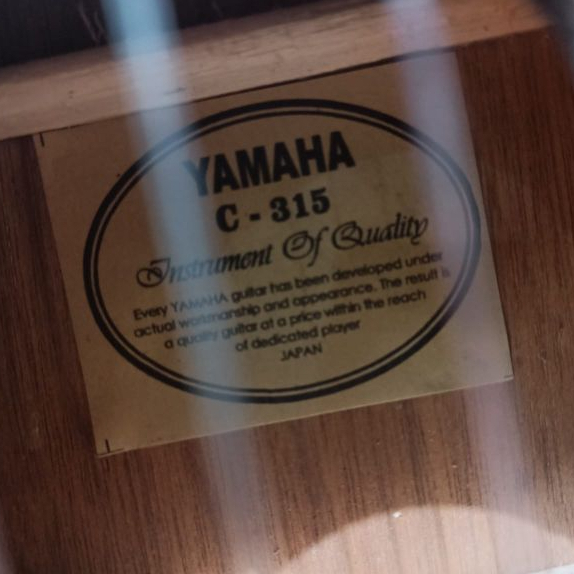 YAMAHA
C - 315
Instrument Of Quality
Every YAMAHA guitar has been developed under
actual workmanship and appearance. The result is
a quality guitar at a price within the reach
of dedicated player
JAPAN